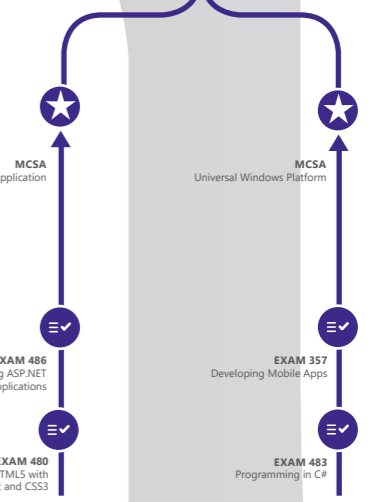 MCSA
pplication
MCSA
Universal Windows Platform
XAM 486
g ASP.NET
plications
EXAM 357
Developing Mobile Apps
XAM 480
TML5 with
t and CSS3
EXAM 483
Programming in C#